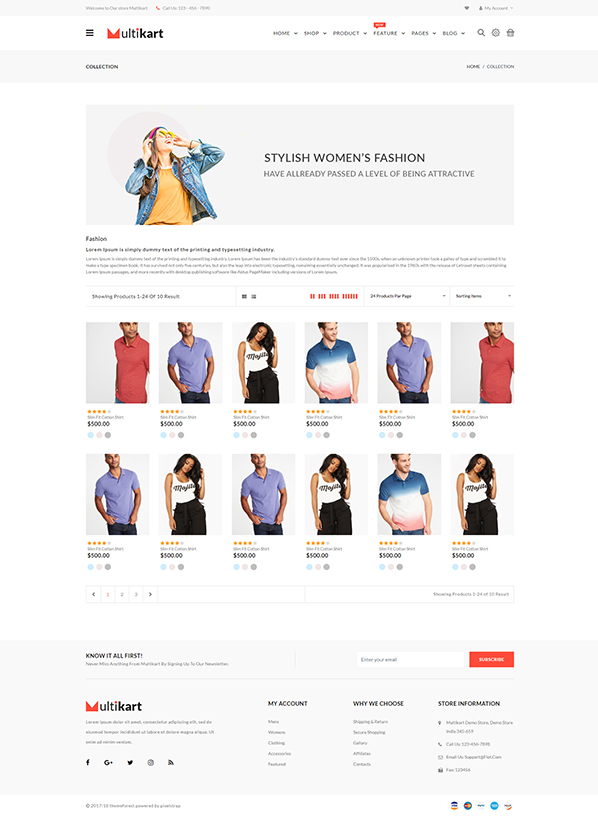 Welcome to Our store Multikart
Call Us: 123 - 456 - 7890
My Account
ultikart
HOME
SHOP
PRODUCT
NEW
FEATURE
PAGES
BLOG
COLLECTION
HOME / COLLECTION
STYLISH WOMEN'S FASHION
HAVE ALLREADY PASSED A LEVEL OF BEING ATTRACTIVE
Fashion
Lorem Ipsum is simply dummy text of the printing and typesetting industry.
Lorem Ipsum is simply dummy text of the printing and typesetting industry. Lorem Ipsum has been the industry's standard dummy text ever since the 1500s, when an unknown printer took a galley of type and scrambled it
to make a type specimen book. It has survived not only five centuries, but also the leap into electronic typesetting, remaining essentially unchanged. It was popularised in the 1960s with the release of Letraset sheets containing
Lorem Ipsum passages, and more recently with desktop publishing software like Aldus PageMaker including versions of Lorem Ipsum.
Showing Products 1-24 Of 10 Result
24 Products Par Page
Sorting Items
Mojito
Slim Fit Cotton Shirt
Slim Fit Cotton Shirt
Slim Fit Cotton Shirt
Slim Fit Cotton Shirt
Slim Fit Cotton Shirt
Slim Fit Cotton Shirt
$500.00
$500.00
$500.00
$500.00
$500.00
$500.00
Mojito
Mojito
Mojito
Slim Fit Cotton Shirt
Slim Fit Cotton Shirt
Slim Fit Cotton Shirt
Slim Fit Cotton Shirt
Slim Fit Cotton Shirt
Slim Fit Cotton Shirt
$500.00
$500.00
$500.00
$500.00
$500.00
$500.00
1
2
3
Showing Products 1-24 of 10 Result
KNOW IT ALL FIRST!
Never Miss Anything From Multikart By Signing Up To Our Newsletter.
Enter your email
SUBSCRIBE
ultikart
Lorem ipsum dolor sit amet, consectetur adipiscing elit, sed do eiusmod
tempor incididunt ut labore et dolore magna aliqua. Ut enim
ad minim veniam,
MY ACCOUNT
Mens
Womens
Clothing
Accessories
Featured
WHY WE CHOOSE
Shipping & Return
Secure Shopping
Gallary
Affiliates
Contacts
STORE INFORMATION
Multikart Demo Store, Demo Store
India 345-659
Call Us: 123-456-7898
Email Us: Support@Fiot.Com
Fax: 123456
© 2017-18 themeforest powered by pixelstrap